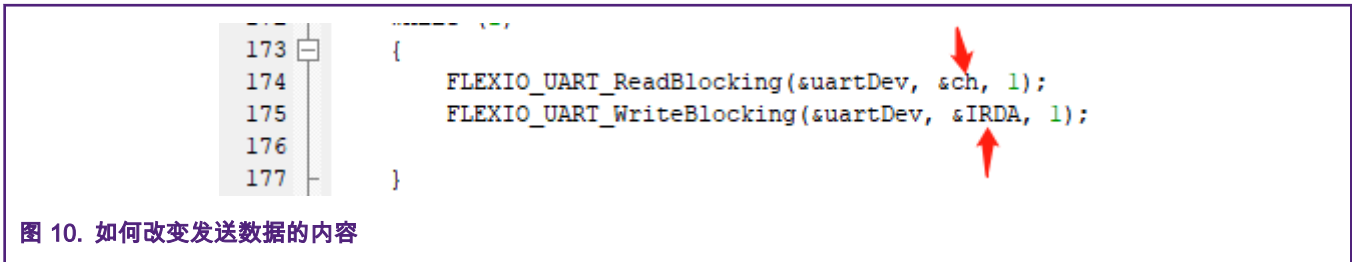 173 {
174 FLEXIO_UART_ReadBlocking(&uartDev, &ch, 1);
175 FLEXIO_UART_WriteBlocking(&uartDev, &IRDA, 1);
176
177 }
图 10. 如何改变发送数据的内容